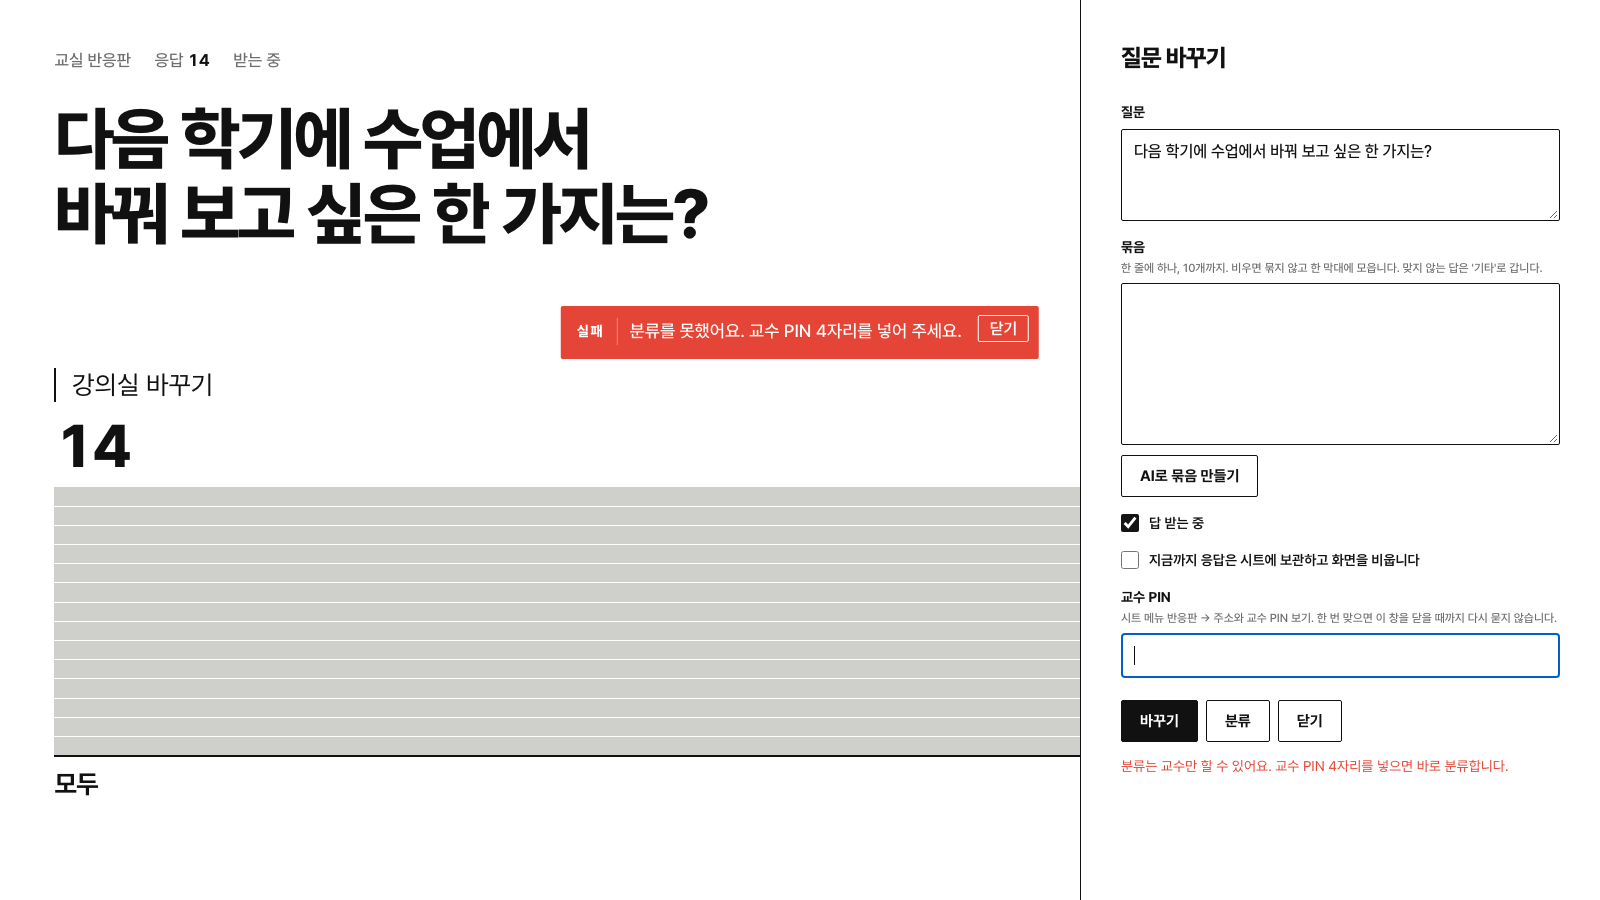 교실 반응판 응답 14 받는 중
다음 학기에 수업에서
바꿔 보고 싶은 한 가지는?
실패 분류를 못했어요. 교수 PIN 4자리를 넣어 주세요. 닫기
강의실 바꾸기
14
모두
질문 바꾸기
질문
다음 학기에 수업에서 바꿔 보고 싶은 한 가지는?
묶음
한 줄에 하나, 10개까지. 비우면 묶지 않고 한 막대에 모읍니다. 맞지 않는 답은 '기타'로 갑니다.
AI로 묶음 만들기
답 받는 중
지금까지 응답은 시트에 보관하고 화면을 비웁니다
교수 PIN
시트 메뉴 반응판 → 주소와 교수 PIN 보기. 한 번 맞으면 이 창을 닫을 때까지 다시 묻지 않습니다.
바꾸기 분류 닫기
분류는 교수만 할 수 있어요. 교수 PIN 4자리를 넣으면 바로 분류합니다.